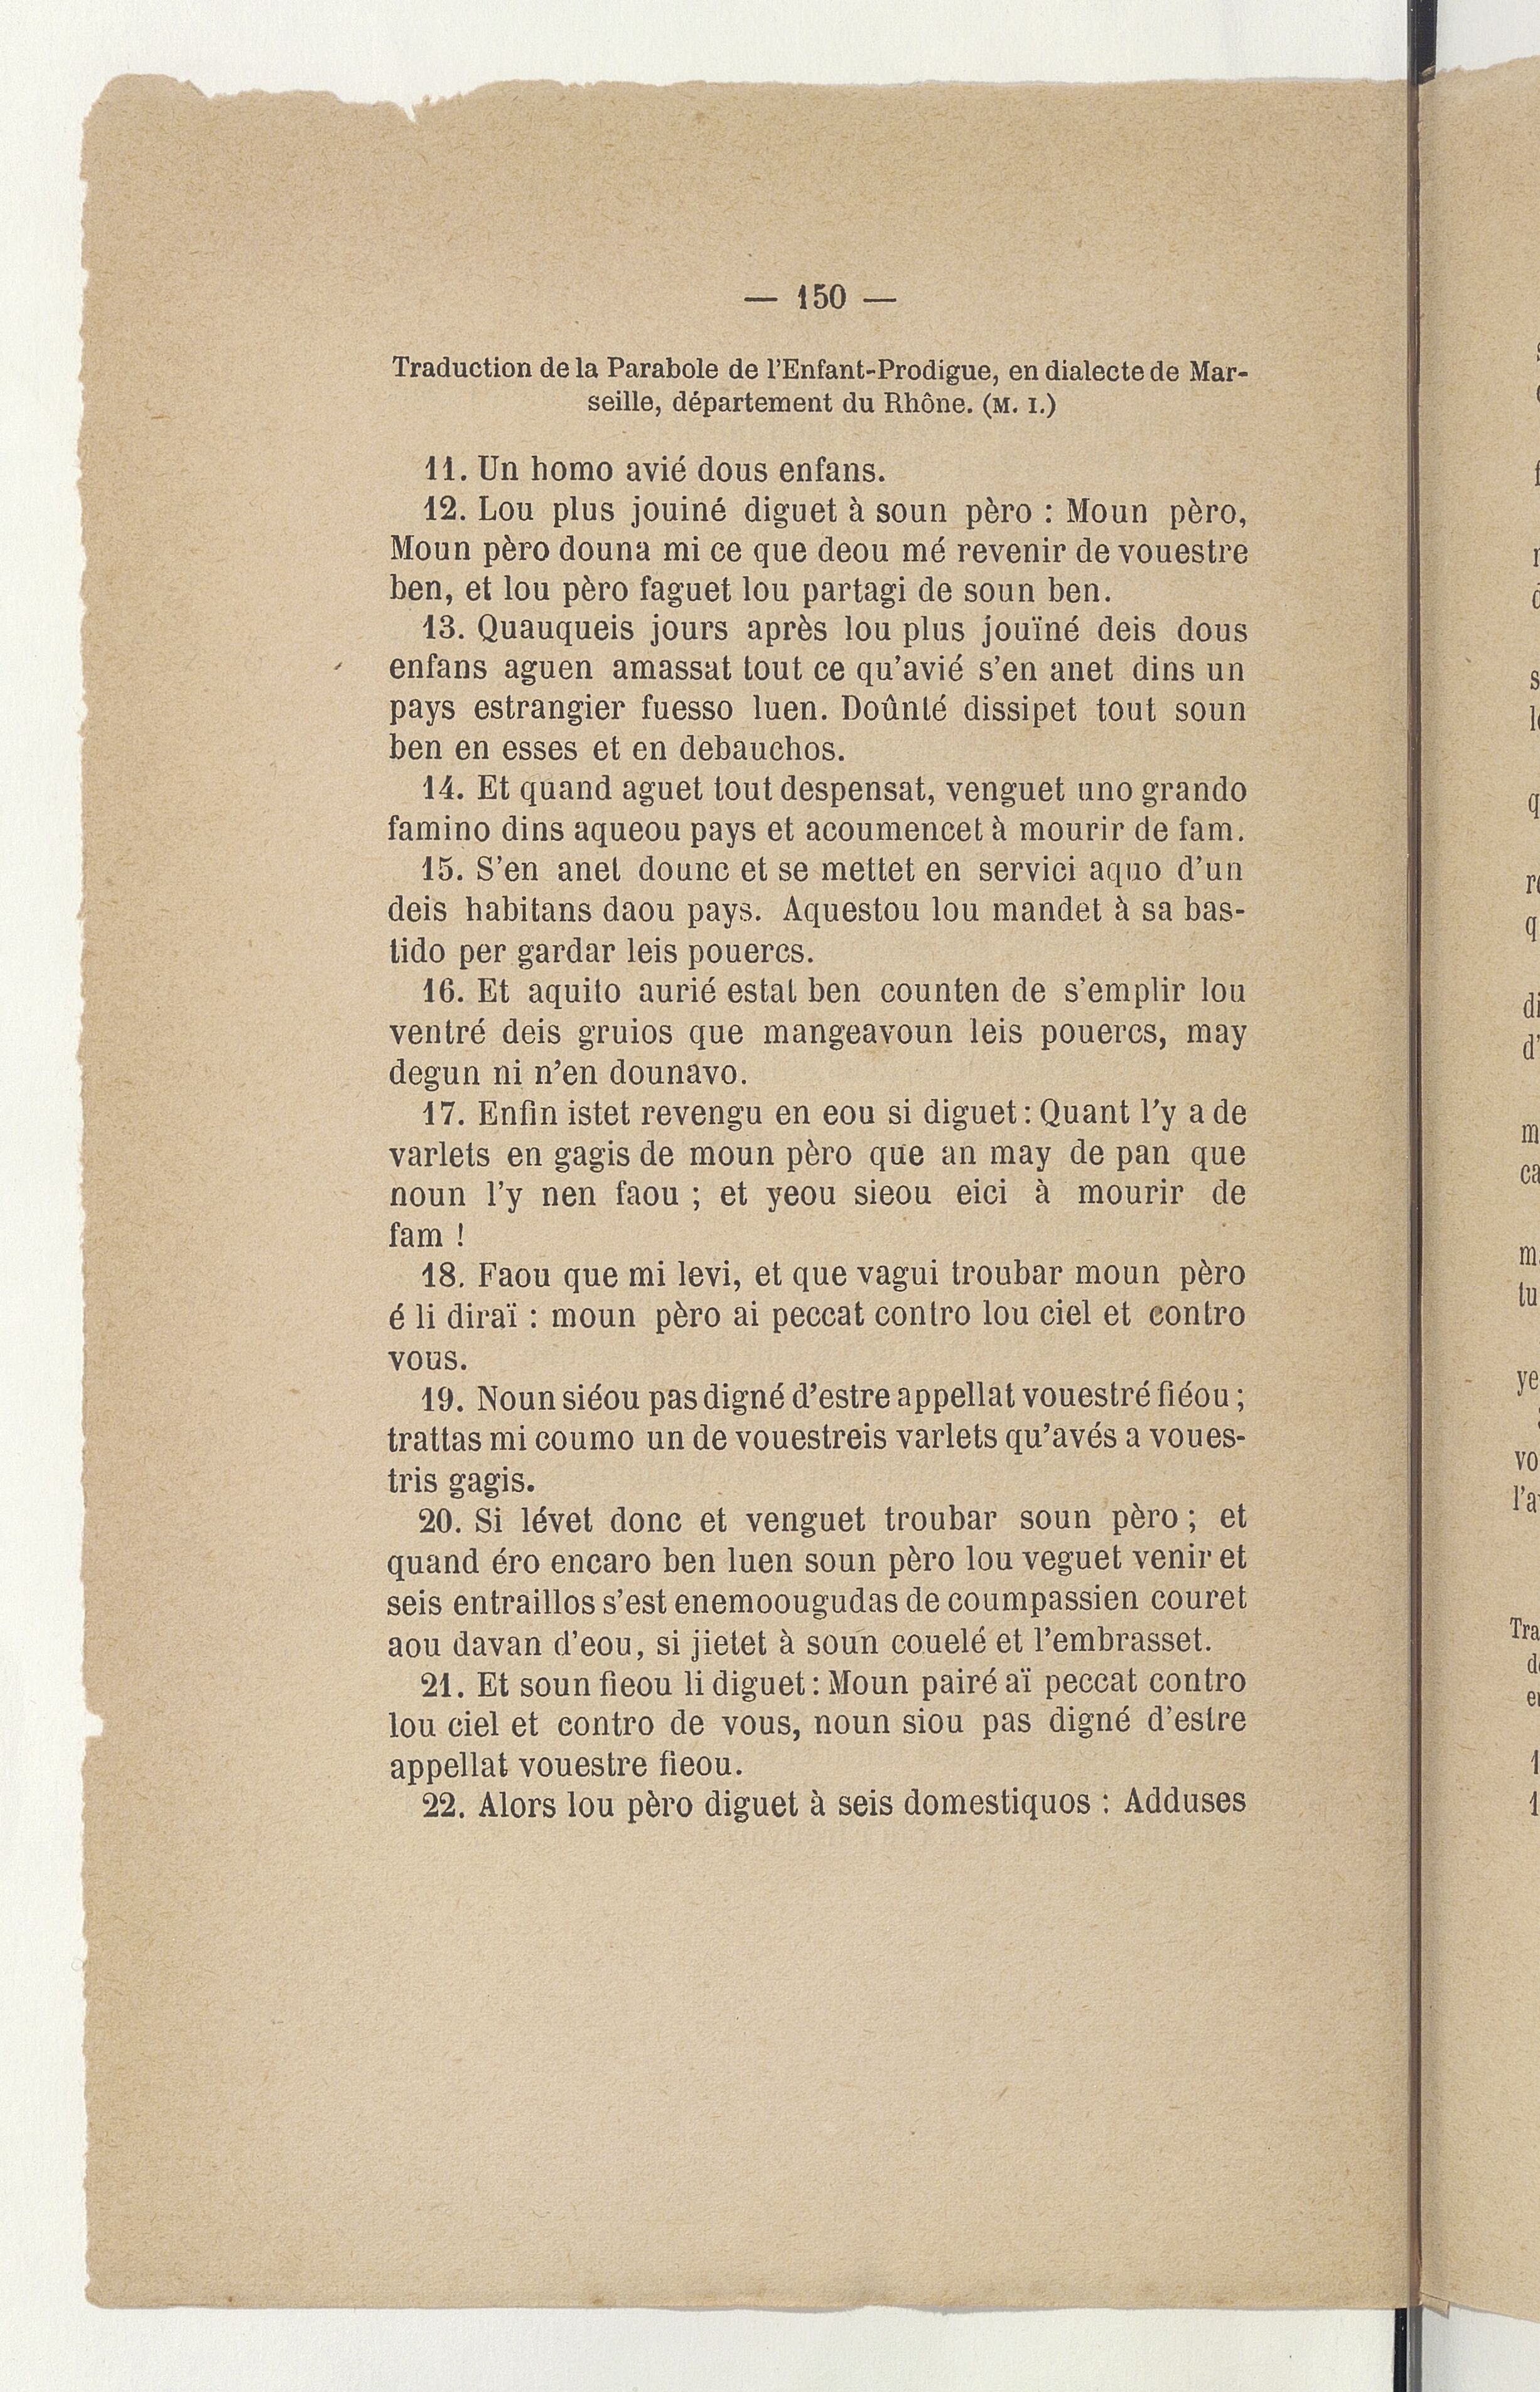 — 150 —
Traduction de la Parabole de l'Enfant-Prodigue, en dialecte de Mar-
seille, département du Rhône. (M. I.)
11. Un homo avié dous enfans.
12. Lou plus jouiné diguet à soun pèro : Moun pèro,
Moun pèro douna mi ce que deou mé revenir de vouestre
ben, et lou pèro faguet lou partagi de soun ben.
13. Quauqueis jours après lou plus jouïné deis dous
enfans aguen amassat tout ce qu'avié s'en anet dins un
pays estrangier fuesso luen. Doûnté dissipet tout soun
ben en esses et en debauchos.
14. Et quand aguet tout despensat, venguet uno grando
famino dins aqueou pays et acoumencet à mourir de fam.
15. S'en anet dounc et se mettet en servici aquo d'un
deis habitans daou pays. Aquestou lou mandet à sa bas-
tido per gardar leis pouercs.
16. Et aquito aurié estat ben counten de s'emplir lou
ventré deis gruios que mangeavoun leis pouercs, may
degun ni n'en dounavo.
17. Enfin istet revengu en eou si diguet : Quant l'y a de
varlets en gagis de moun pèro que an may de pan que
noun l'y nen faou ; et yeou sieou eici à mourir de
fam !
18. Faou que mi levi, et que vagui troubar moun pèro
é li diraï : moun pèro ai peccat contro lou ciel et contro
vous.
19. Noun siéou pas digné d'estre appellat vouestré fiéou ;
trattas mi coumo un de vouestreis varlets qu'avés a voues-
tris gagis.
20. Si lévet donc et venguet troubar soun pèro ; et
quand éro encaro ben luen soun pèro lou veguet venir et
seis entraillos s'est enemoougudas de coumpassien couret
aou davan d'eou, si jietet à soun couelé et l'embrasset.
21. Et soun fieou li diguet : Moun pairé aï peccat contro
lou ciel et contro de vous, noun siou pas digné d'estre
appellat vouestre fieou.
22. Alors lou pèro diguet à seis domestiquos : Adduses